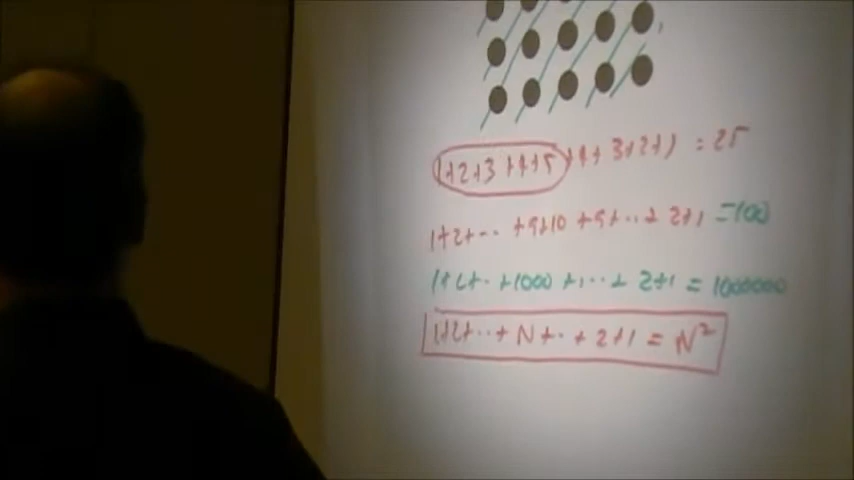 1+2+3+4+5+4+3+2+1 = 25
1+2+·· +9+10 +9+··+ 2+1 =100
1+2+· +1000 +··+ 2+1 = 1000000
1+2+··+ N+·+ 2+1 = N²